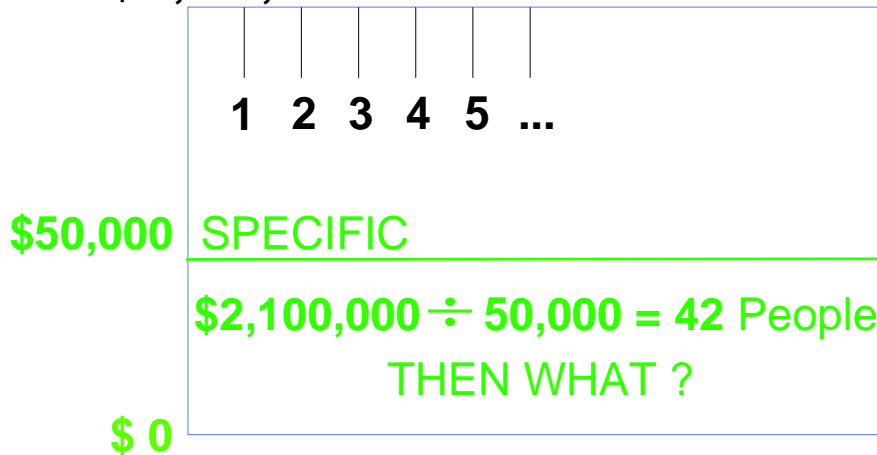 1 2 3 4 5 ...
$50,000 SPECIFIC
$2,100,000 ÷ 50,000 = 42 People
THEN WHAT ?
$ 0